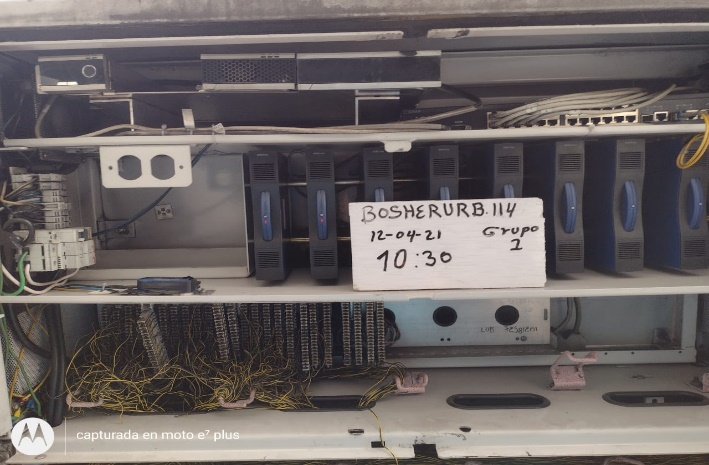 BOSHERURB.114
12-04-21 Grupo
1
10:30
capturada en moto e⁷ plus